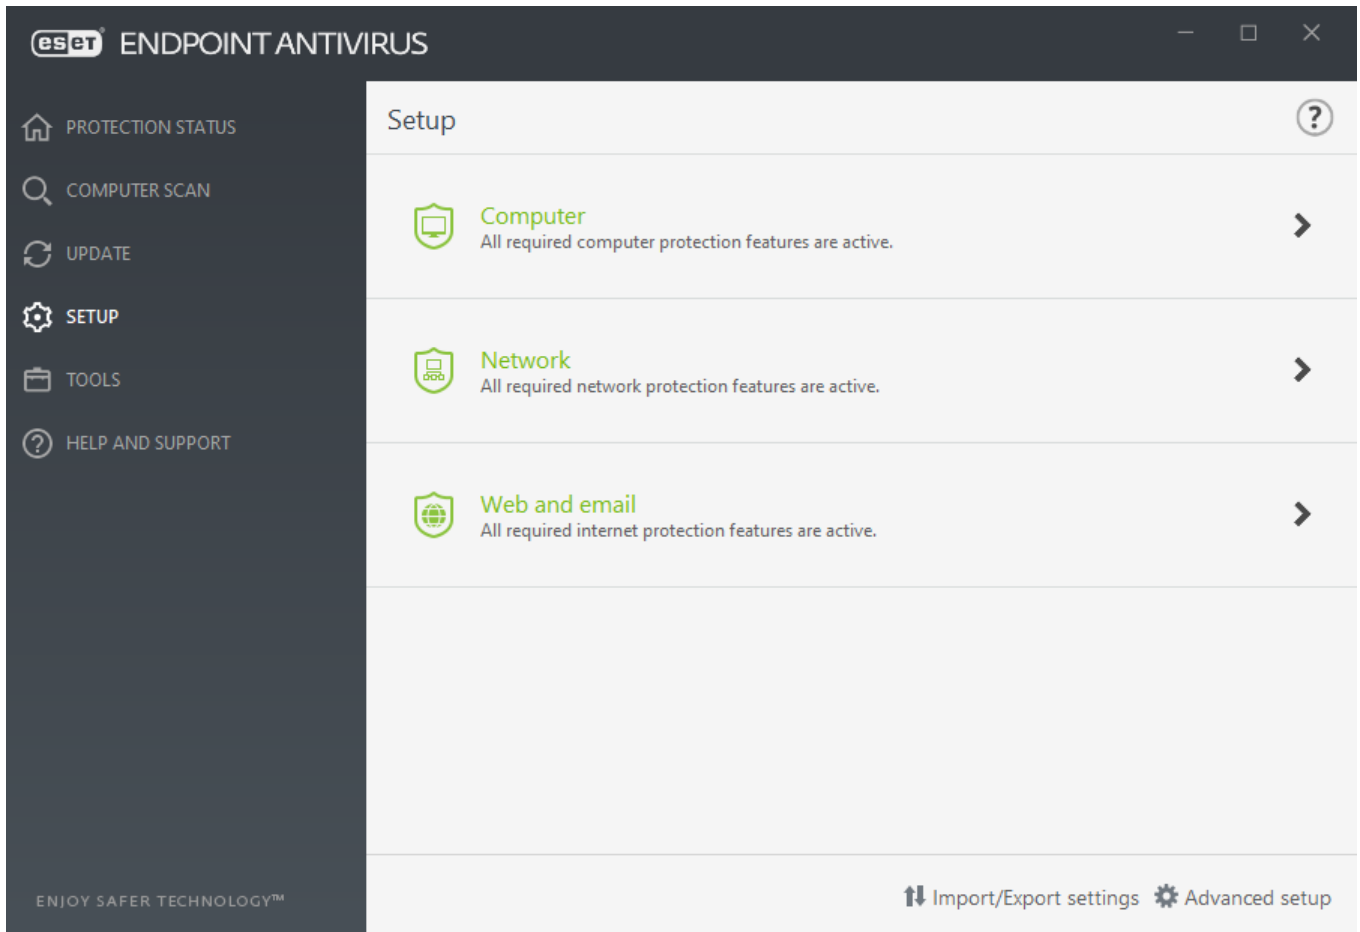 eset ENDPOINT ANTIVIRUS
PROTECTION STATUS
COMPUTER SCAN
UPDATE
SETUP
TOOLS
HELP AND SUPPORT
ENJOY SAFER TECHNOLOGY™
Setup
?
Computer
All required computer protection features are active.
Network
All required network protection features are active.
Web and email
All required internet protection features are active.
Import/Export settings
Advanced setup